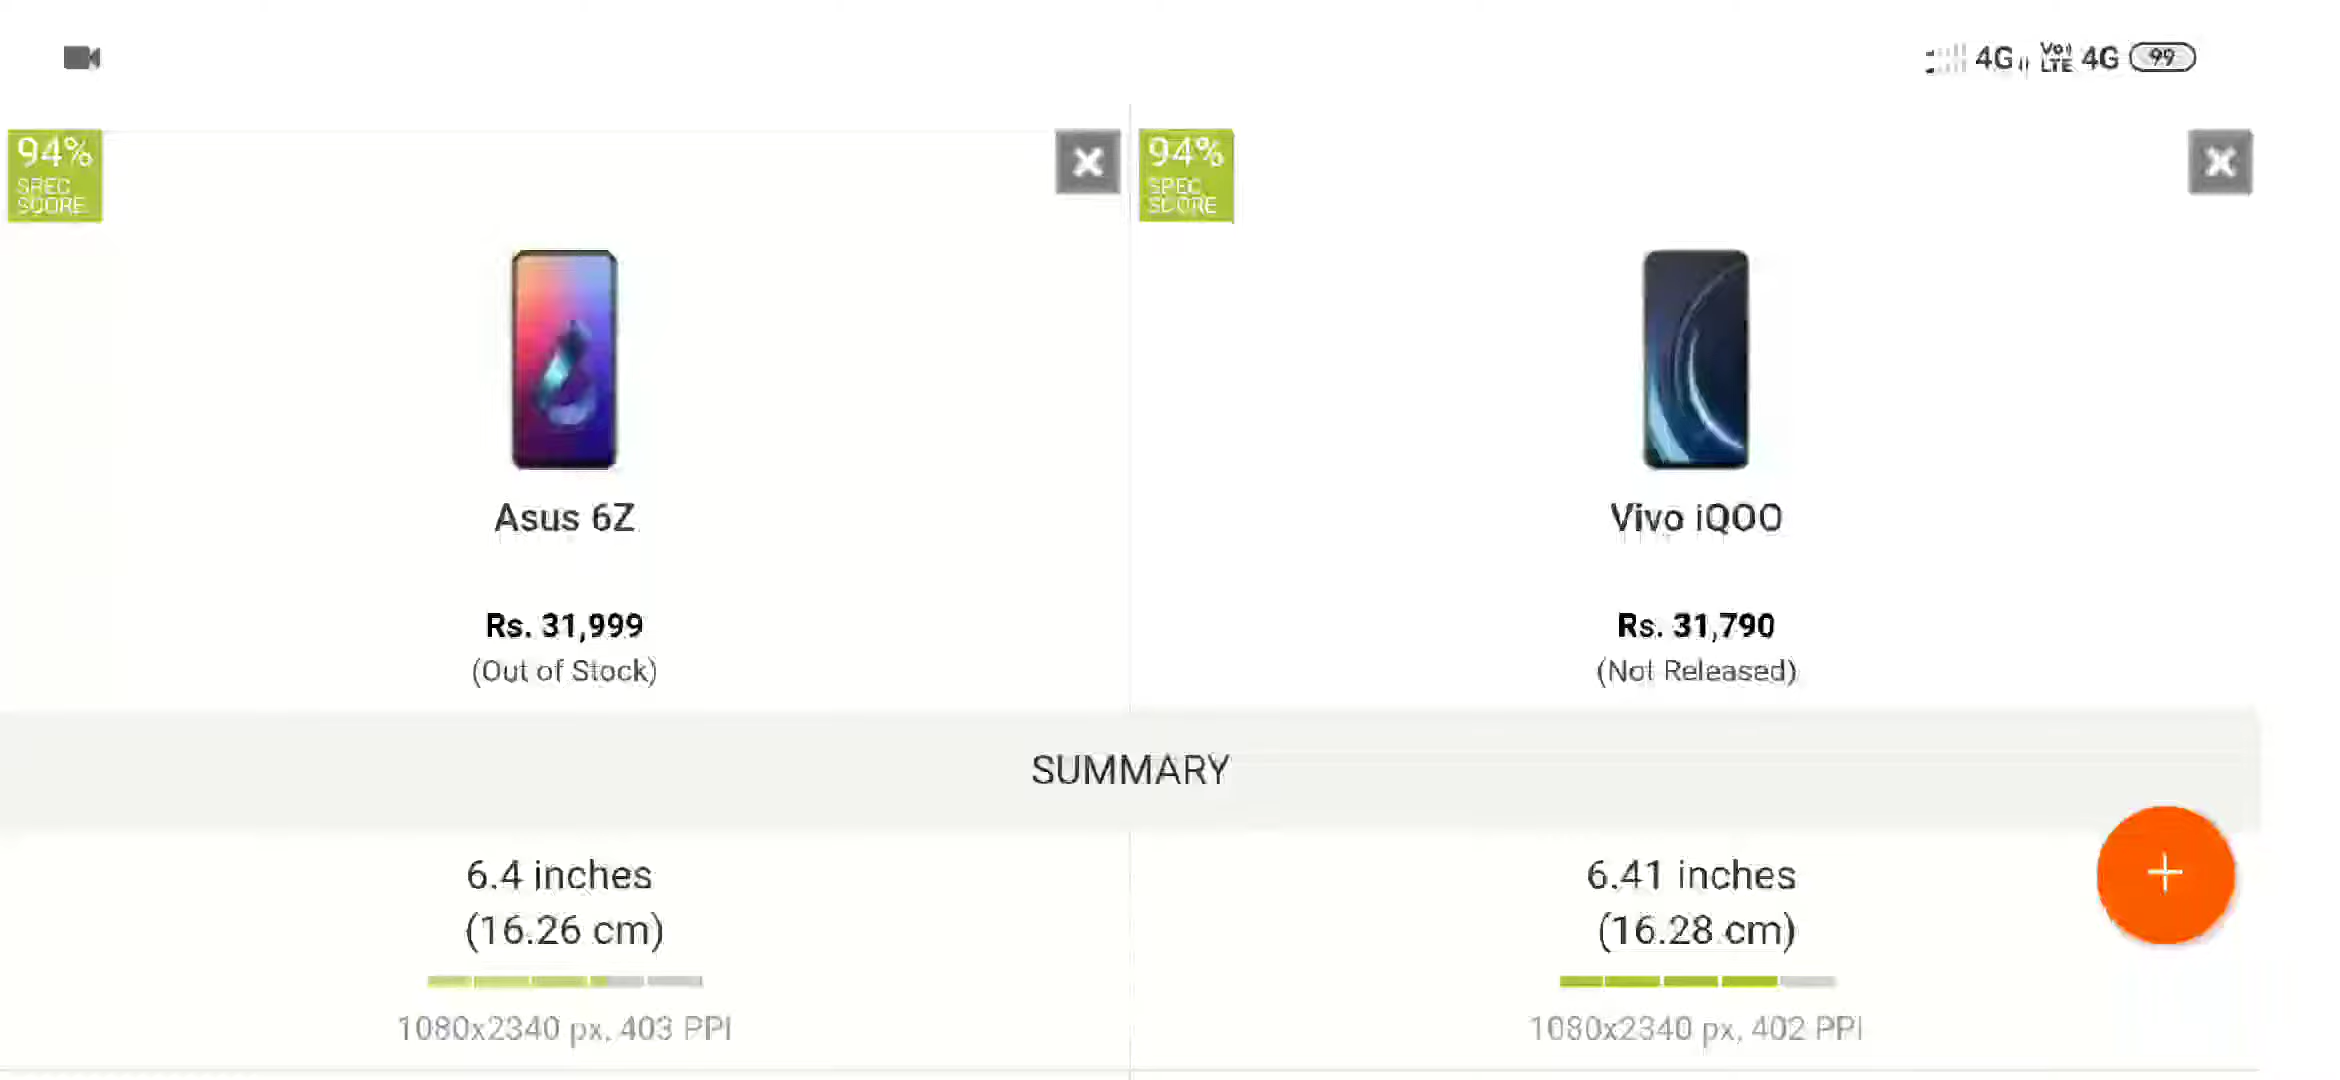 4G VoLTE 4G 99
94%
SPEC
SCORE
94%
SPEC
SCORE
Asus 6Z
Vivo iQOO
Rs. 31,999
(Out of Stock)
Rs. 31,790
(Not Released)
SUMMARY
6.4 inches
(16.26 cm)
1080x2340 px, 403 PPI
6.41 inches
(16.28 cm)
1080x2340 px, 402 PPI